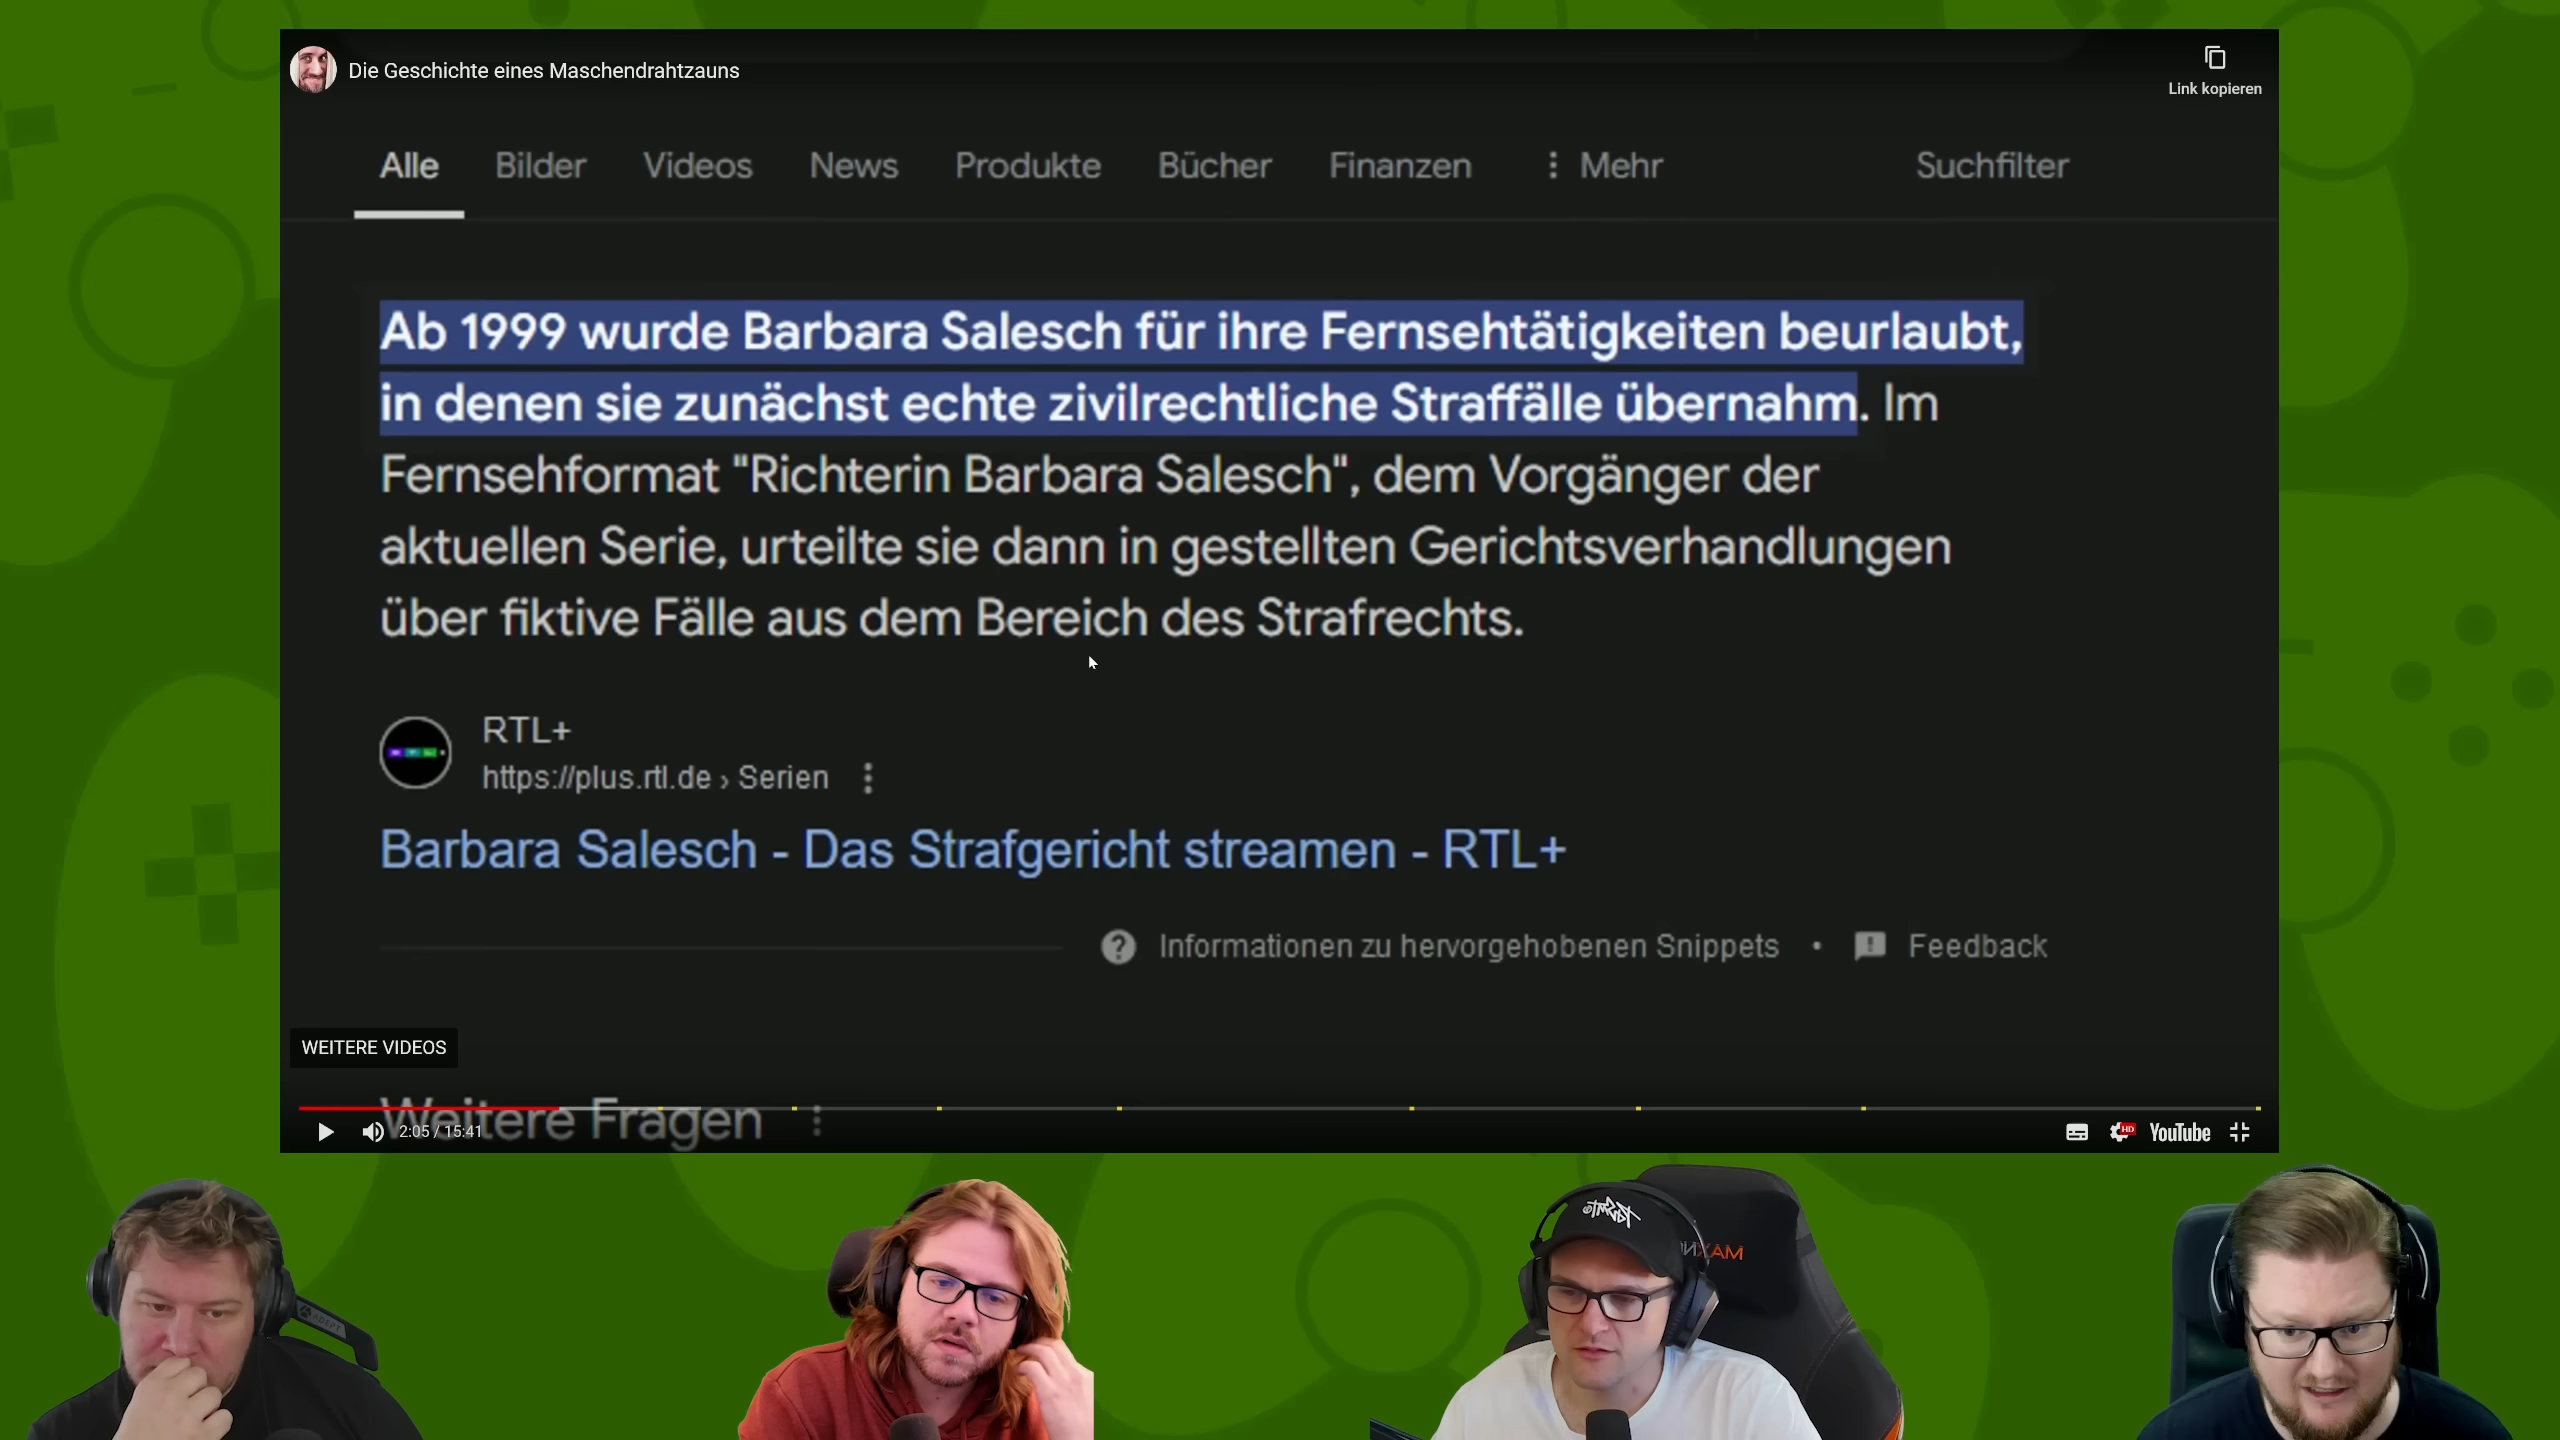 Die Geschichte eines Maschendrahtzauns
Link kopieren
Alle Bilder Videos News Produkte Bücher Finanzen Mehr Suchfilter
Ab 1999 wurde Barbara Salesch für ihre Fernsehtätigkeiten beurlaubt,
in denen sie zunächst echte zivilrechtliche Straffälle übernahm. Im
Fernsehformat "Richterin Barbara Salesch", dem Vorgänger der
aktuellen Serie, urteilte sie dann in gestellten Gerichtsverhandlungen
über fiktive Fälle aus dem Bereich des Strafrechts.
RTL+
https://plus.rtl.de › Serien
Barbara Salesch - Das Strafgericht streamen - RTL+
Informationen zu hervorgehobenen Snippets • Feedback
WEITERE VIDEOS
Weitere Fragen
2:05 / 15:41
HD
YouTube